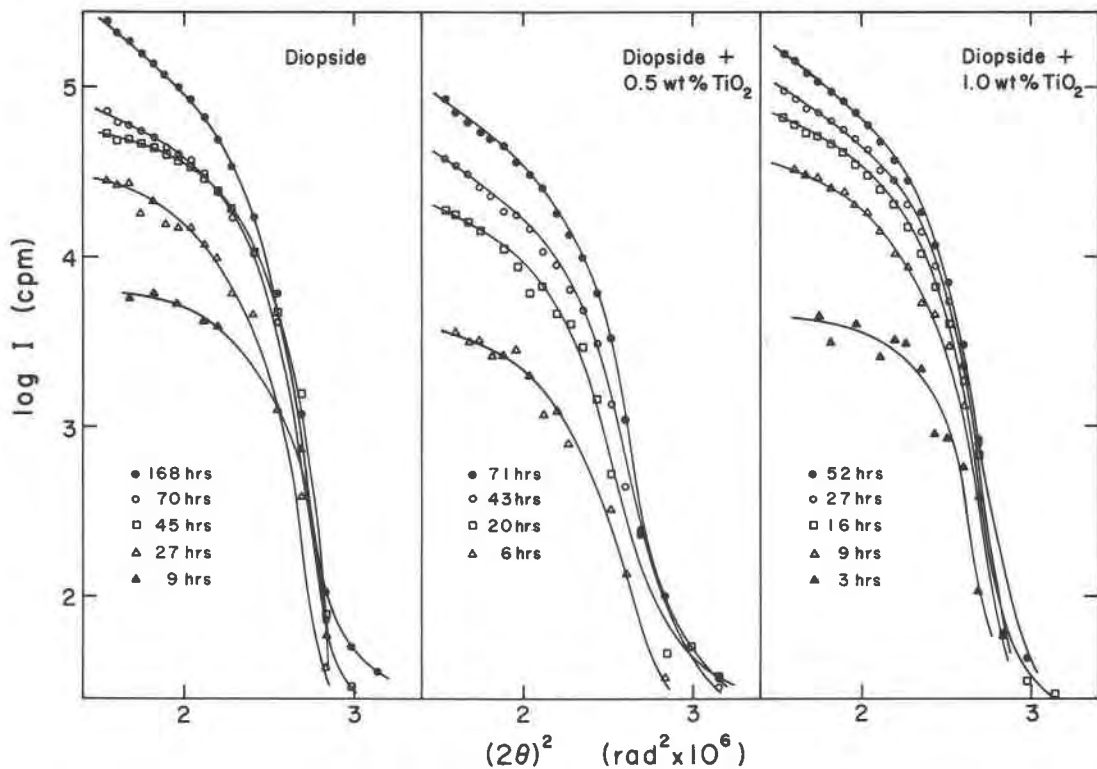 Diopside
Diopside +
0.5 wt% TiO₂
Diopside +
1.0 wt% TiO₂
5
4
3
2
log I (cpm)
168 hrs
70 hrs
45 hrs
27 hrs
9 hrs
71 hrs
43 hrs
20 hrs
6 hrs
52 hrs
27 hrs
16 hrs
9 hrs
3 hrs
2
3
2
3
2
3
(2θ)² (rad² x 10⁶)